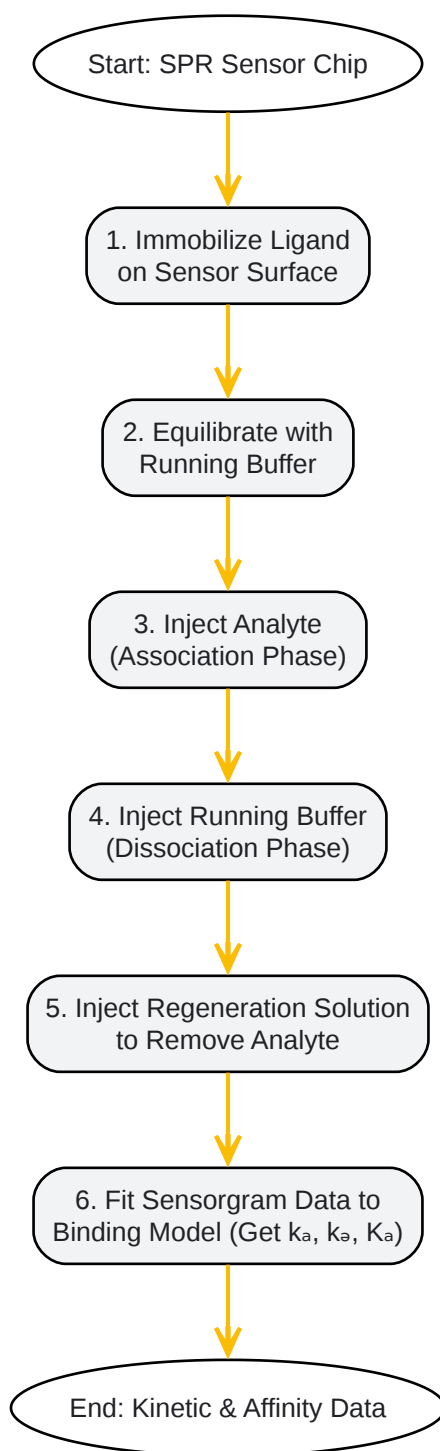 Start: SPR Sensor Chip
1. Immobilize Ligand
on Sensor Surface
2. Equilibrate with
Running Buffer
3. Inject Analyte
(Association Phase)
4. Inject Running Buffer
(Dissociation Phase)
5. Inject Regeneration Solution
to Remove Analyte
6. Fit Sensorgram Data to
Binding Model (Get kₐ, kₔ, Kₐ)
End: Kinetic & Affinity Data